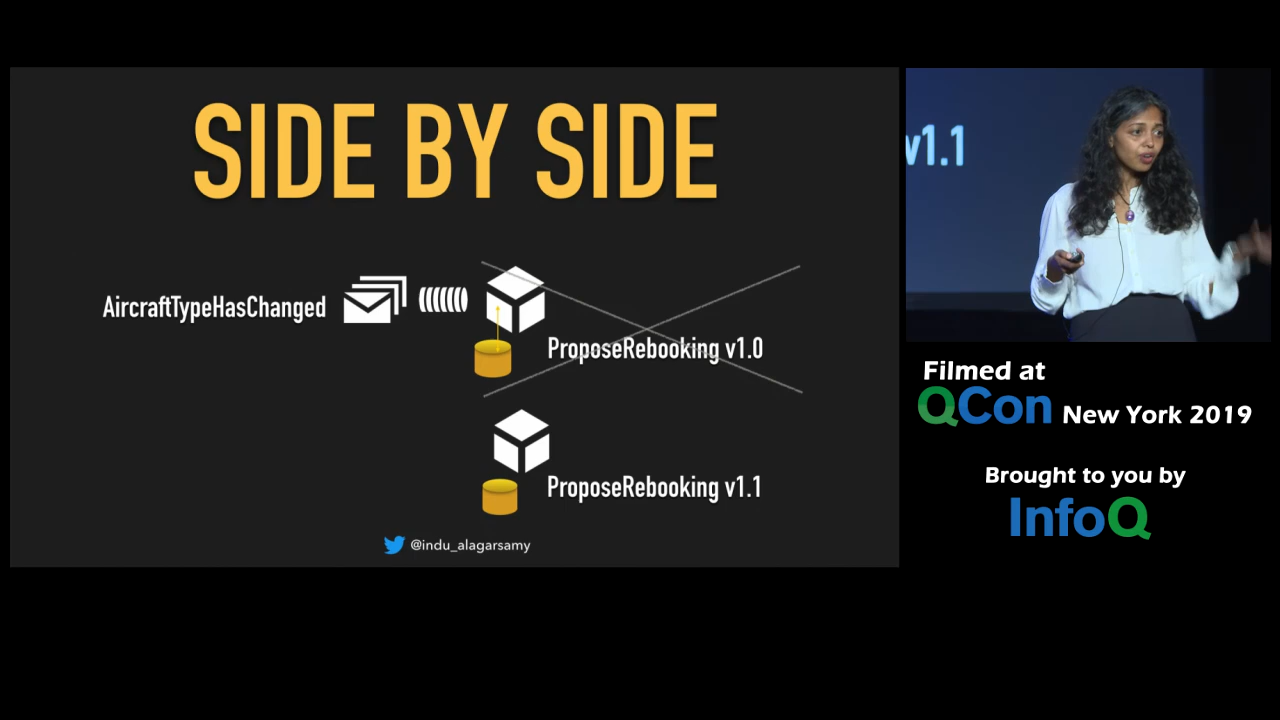 SIDE BY SIDE
AircraftTypeHasChanged
ProposeRebooking v1.0
ProposeRebooking v1.1
@indu_alagarsamy
v1.1
Filmed at
QCon New York 2019
Brought to you by
InfoQ